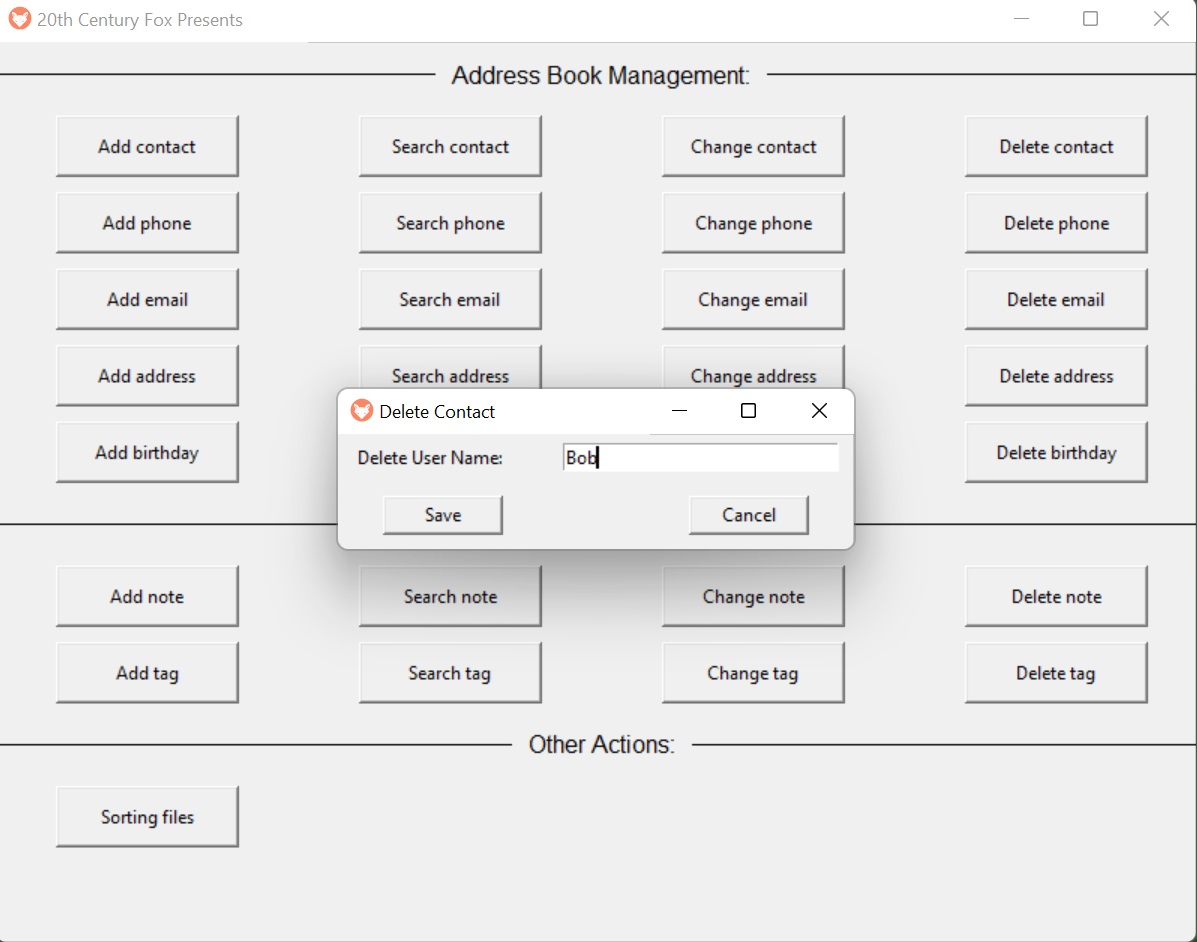 20th Century Fox Presents
Address Book Management:
Add contact Search contact Change contact Delete contact
Add phone Search phone Change phone Delete phone
Add email Search email Change email Delete email
Add address Search address Change address Delete address
Delete Contact
Add birthday Delete birthday
Delete User Name: Bob
Save Cancel
Add note Search note Change note Delete note
Add tag Search tag Change tag Delete tag
Other Actions:
Sorting files